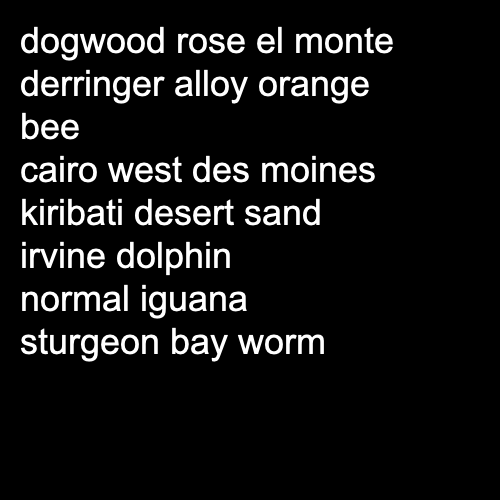 dogwood rose el monte
derringer alloy orange
bee
cairo west des moines
kiribati desert sand
irvine dolphin
normal iguana
sturgeon bay worm